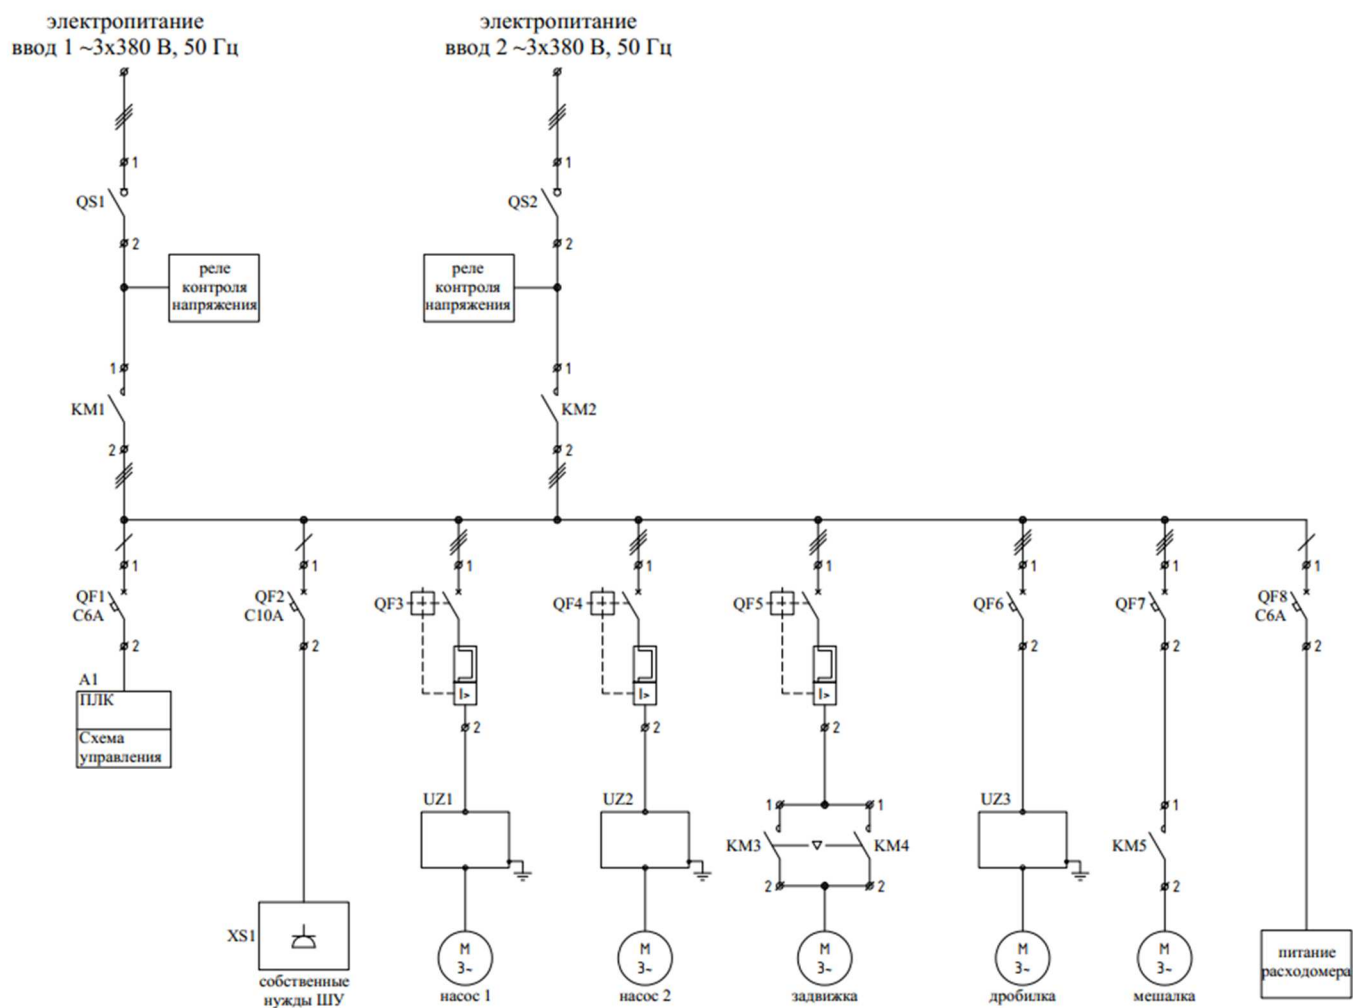 электропитание
ввод 1 ~3х380 В, 50 Гц
электропитание
ввод 2 ~3х380 В, 50 Гц
1
1
QS1
QS2
2
2
реле
контроля
напряжения
реле
контроля
напряжения
1
1
KM1
KM2
2
2
1
1
1
1
1
1
1
1
QF1
C6A
QF2
C10A
QF3
QF4
QF5
QF6
QF7
QF8
C6A
2
2
2
2
2
I>
I>
I>
A1
ПЛК
Схема
управления
2
2
2
UZ1
UZ2
1
1
UZ3
1
KM3
KM4
KM5
2
2
2
XS1
M
3~
M
3~
M
3~
M
3~
M
3~
питание
расходомера
собственные
нужды ШУ
насос 1
насос 2
задвижка
дробилка
мешалка